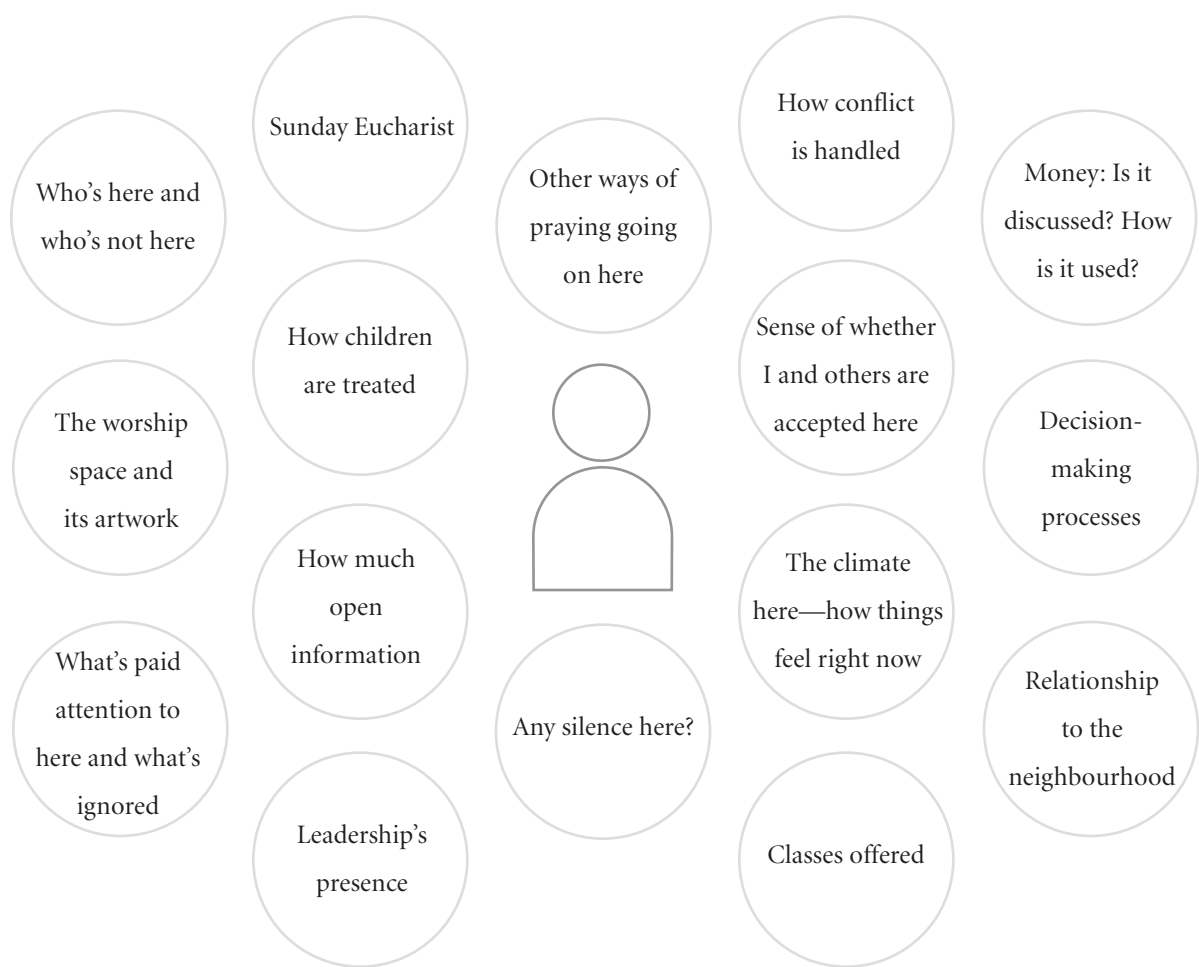 Sunday Eucharist
How conflict
is handled
Who’s here and
who’s not here
Other ways of
praying going
on here
Money: Is it
discussed? How
is it used?
How children
are treated
Sense of whether
I and others are
accepted here
The worship
space and
its artwork
Decision-
making
processes
How much
open
information
The climate
here—how things
feel right now
What’s paid
attention to
here and what’s
ignored
Any silence here?
Relationship
to the
neighbourhood
Leadership’s
presence
Classes offered